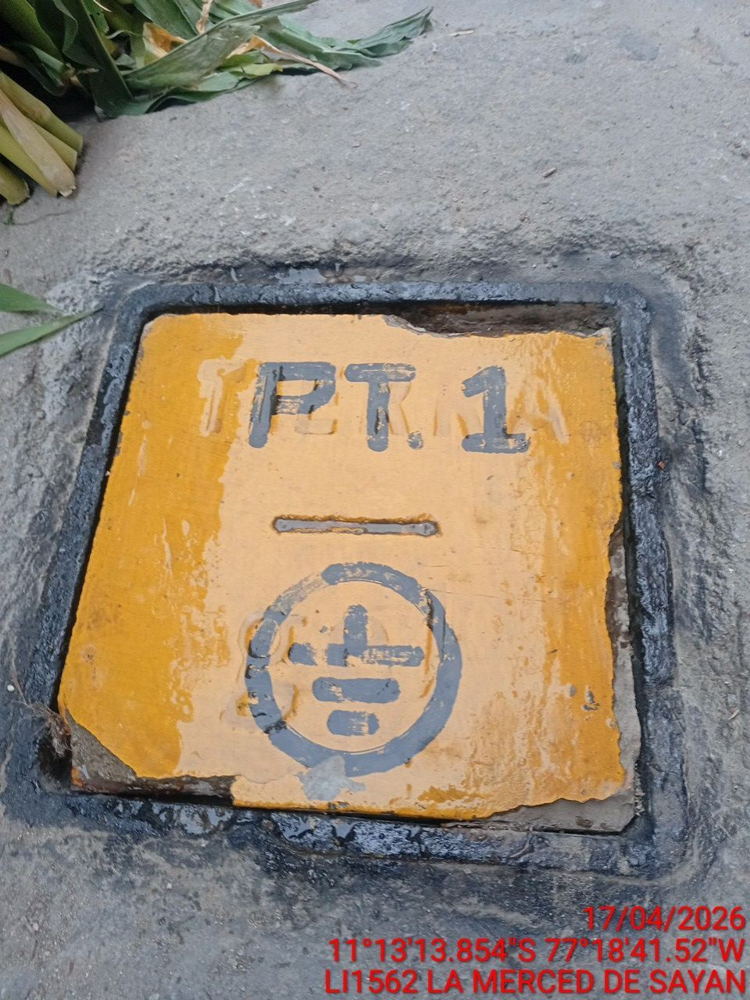 PT. 1
17/04/2026
11°13'13.854"S 77°18'41.52"W
LI1562 LA MERCED DE SAYAN